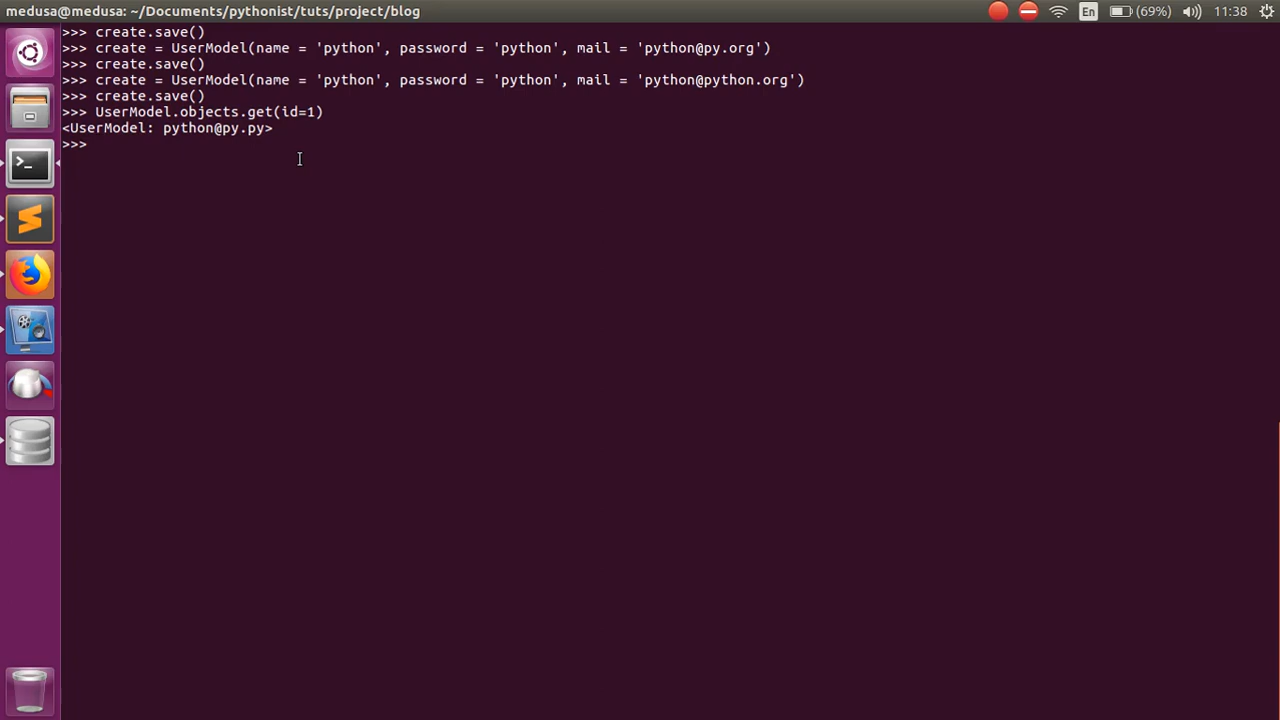 medusa@medusa: ~/Documents/pythonist/tuts/project/blog En (69%) 11:38
>>> create.save()
>>> create = UserModel(name = 'python', password = 'python', mail = 'python@py.org')
>>> create.save()
>>> create = UserModel(name = 'python', password = 'python', mail = 'python@python.org')
>>> create.save()
>>> UserModel.objects.get(id=1)
<UserModel: python@py.py>
>>>